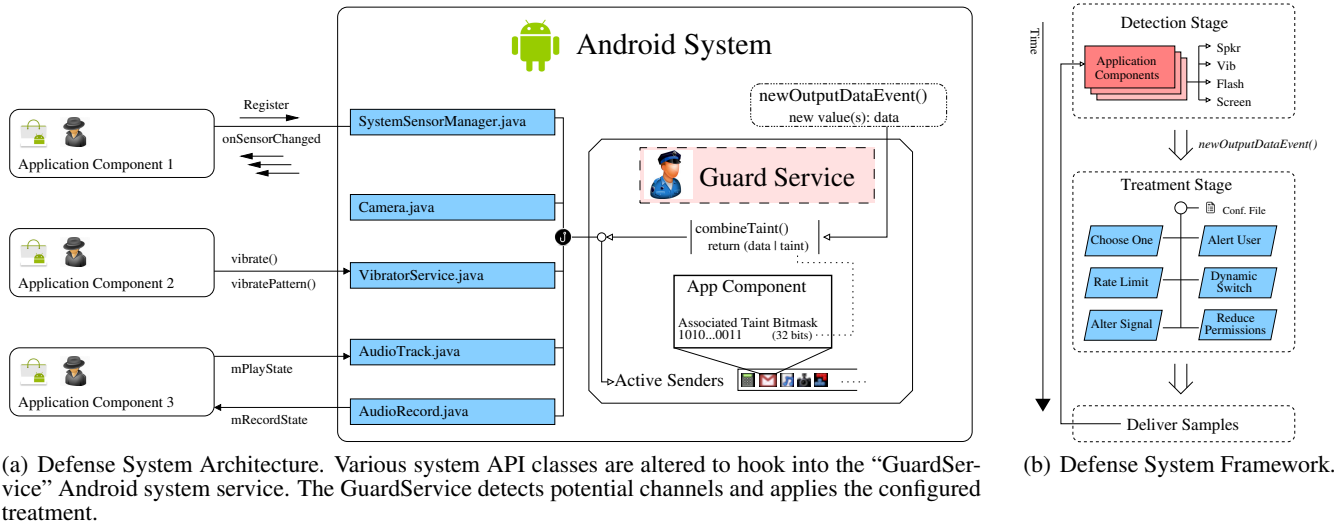 Android System
Register
onSensorChanged
Application Component 1
SystemSensorManager.java
newOutputDataEvent()
new value(s): data
Guard Service
Camera.java
combineTaint()
return (data | taint)
Application Component 2
vibrate()
vibratePattern()
VibratorService.java
App Component
Associated Taint Bitmask
1010...0011 (32 bits)
Application Component 3
mPlayState
AudioTrack.java
Active Senders
mRecordState
AudioRecord.java
(a) Defense System Architecture. Various system API classes are altered to hook into the “GuardSer-
vice” Android system service. The GuardService detects potential channels and applies the configured
treatment.
Time
Detection Stage
Application
Components
Spkr
Vib
Flash
Screen
newOutputDataEvent()
Treatment Stage
Conf. File
Choose One
Alert User
Rate Limit
Dynamic
Switch
Alter Signal
Reduce
Permissions
Deliver Samples
(b) Defense System Framework.